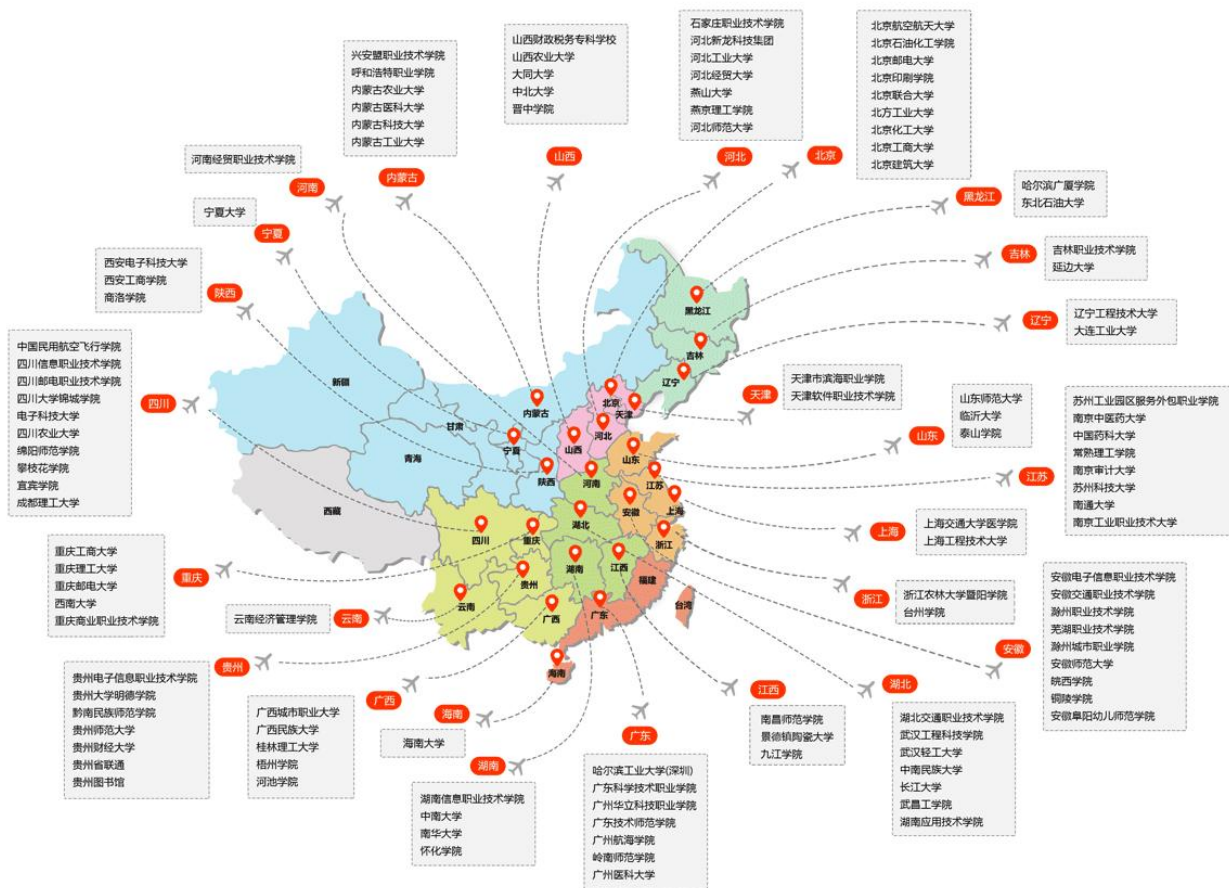 兴安盟职业技术学院
呼和浩特职业学院
内蒙古农业大学
内蒙古医科大学
内蒙古科技大学
内蒙古工业大学
内蒙古
山西财政税务专科学校
山西农业大学
大同大学
中北大学
晋中学院
山西
石家庄职业技术学院
河北新龙科技集团
河北工业大学
河北经贸大学
燕山大学
燕京理工学院
河北师范大学
河北
北京航空航天大学
北京石油化工学院
北京邮电大学
北京印刷学院
北京联合大学
北方工业大学
北京化工大学
北京工商大学
北京建筑大学
北京
河南经贸职业技术学院
河南
宁夏大学
宁夏
西安电子科技大学
西安工商学院
商洛学院
陕西
黑龙江
哈尔滨广厦学院
东北石油大学
吉林
吉林职业技术学院
延边大学
辽宁
辽宁工程技术大学
大连工业大学
中国民用航空飞行学院
四川信息职业技术学院
四川邮电职业技术学院
四川大学锦城学院
电子科技大学
四川农业大学
绵阳师范学院
攀枝花学院
宜宾学院
成都理工大学
四川
天津
天津市滨海职业学院
天津软件职业技术学院
山东
山东师范大学
临沂大学
泰山学院
江苏
苏州工业园区服务外包职业学院
南京中医药大学
中国药科大学
常熟理工学院
南京审计大学
苏州科技大学
南通大学
南京工业职业技术大学
上海
上海交通大学医学院
上海工程技术大学
黑龙江
吉林
辽宁
新疆
甘肃
内蒙古
北京
天津
河北
山西
宁夏
青海
陕西
山东
河南
江苏
西藏
安徽
上海
湖北
四川
重庆
浙江
湖南
江西
贵州
福建
云南
广西
广东
台湾
海南
重庆工商大学
重庆理工大学
重庆邮电大学
西南大学
重庆商业职业技术学院
重庆
云南经济管理学院
云南
浙江
浙江农林大学暨阳学院
台州学院
安徽
安徽电子信息职业技术学院
安徽交通职业技术学院
滁州职业技术学院
芜湖职业技术学院
滁州城市职业学院
安徽师范大学
皖西学院
铜陵学院
安徽阜阳幼儿师范学院
贵州
贵州电子信息职业技术学院
贵州大学明德学院
黔南民族师范学院
贵州师范大学
贵州财经大学
贵州省联通
贵州图书馆
广西
广西城市职业大学
广西民族大学
桂林理工大学
梧州学院
河池学院
海南
海南大学
湖南
湖南信息职业技术学院
中南大学
南华大学
怀化学院
广东
哈尔滨工业大学(深圳)
广东科学技术职业学院
广州华立科技职业学院
广东技术师范学院
广州航海学院
岭南师范学院
广州医科大学
江西
南昌师范学院
景德镇陶瓷大学
九江学院
湖北
湖北交通职业技术学院
武汉工程科技学院
武汉轻工大学
中南民族大学
长江大学
武昌工学院
湖南应用技术学院